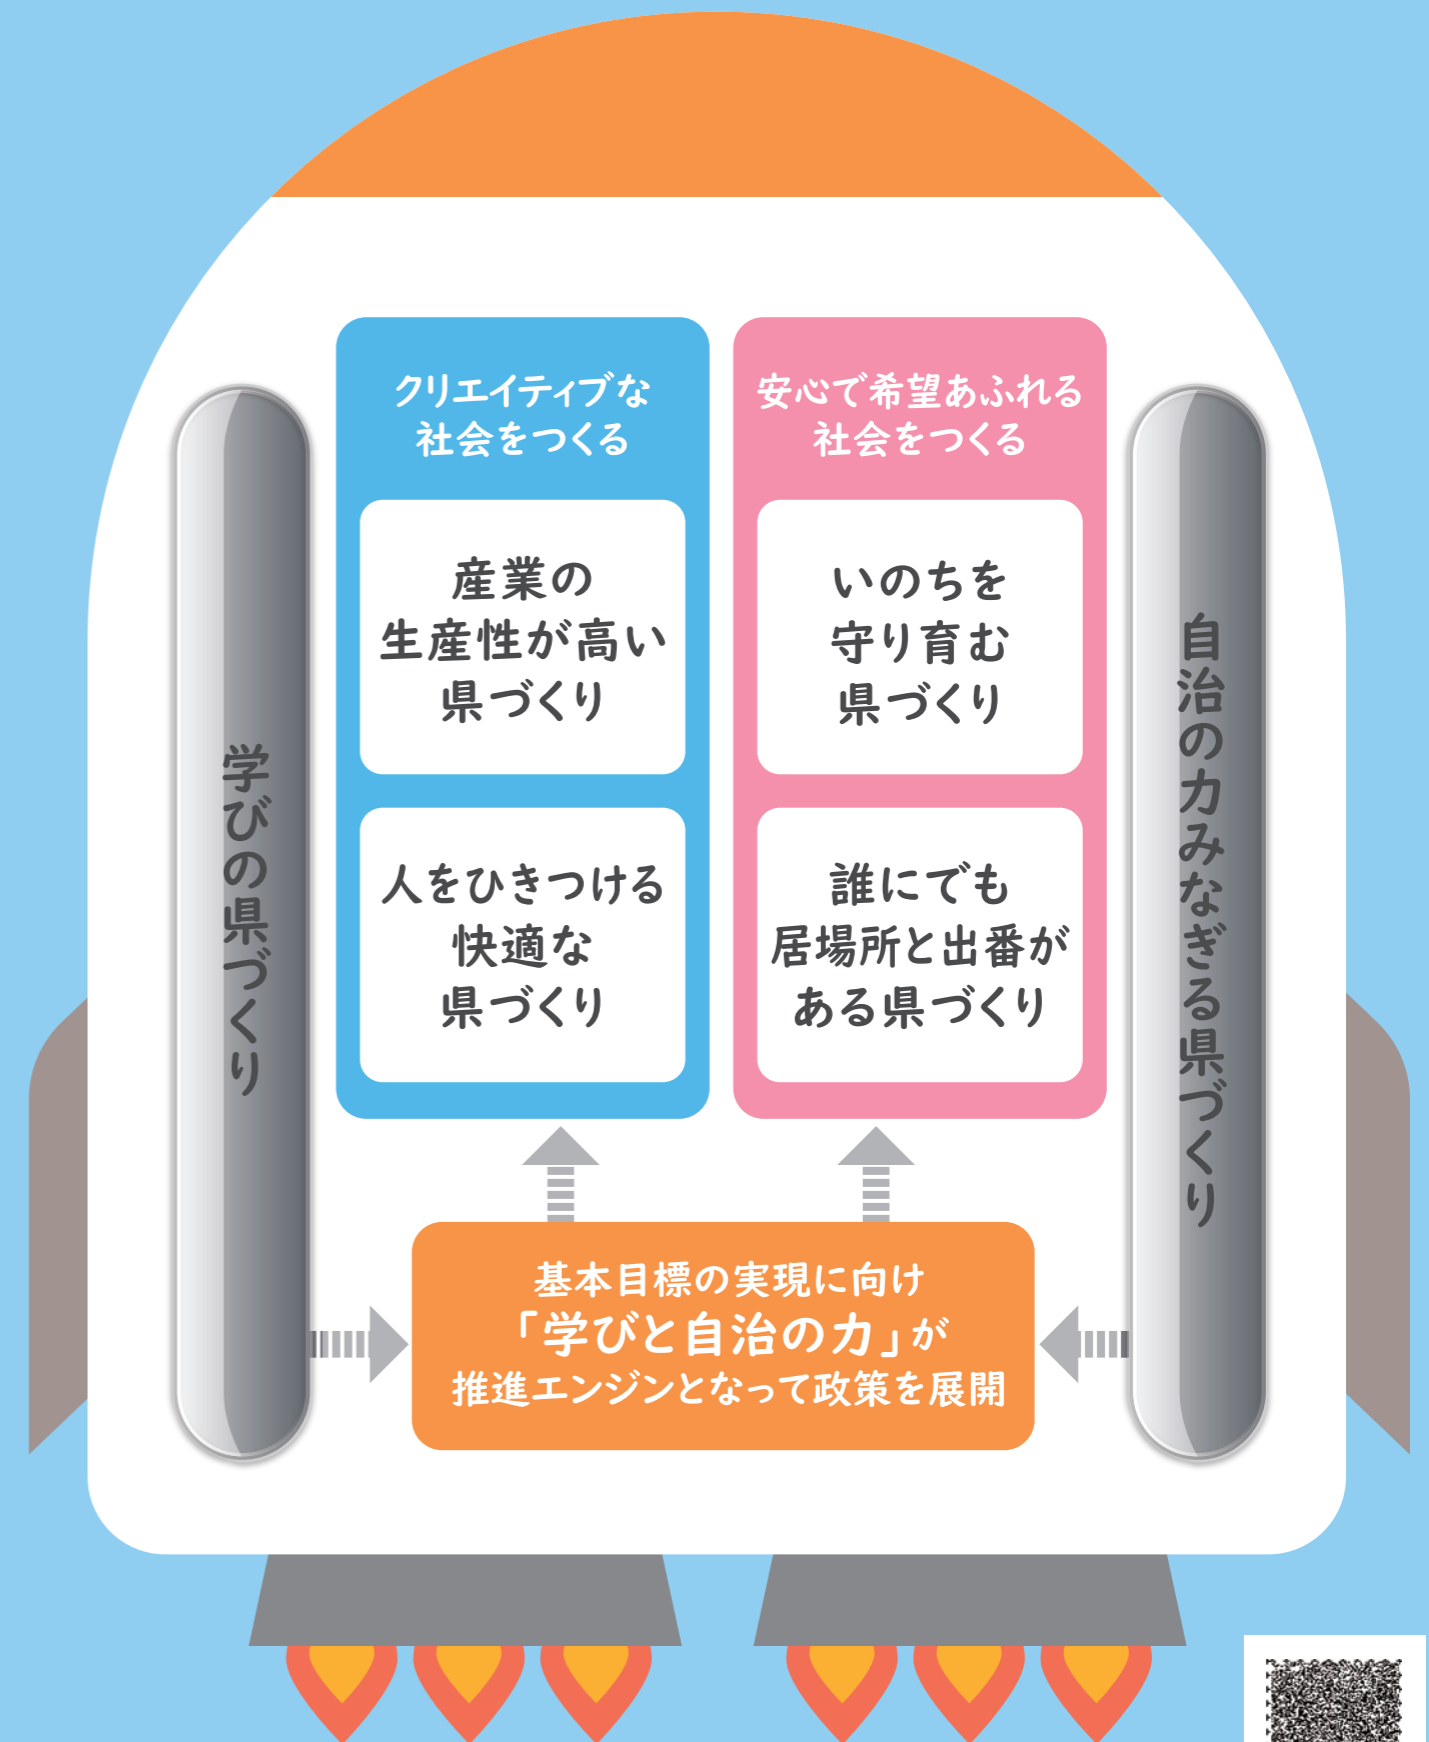 クリエイティブな
社会をつくる
産業の
生産性が高い
県づくり
人をひきつける
快適な
県づくり
安心で希望あふれる
社会をつくる
いのちを
守り育む
県づくり
誰にでも
居場所と出番が
ある県づくり
学びの県づくり
自治の力みなぎる県づくり
基本目標の実現に向け
「学びと自治の力」が
推進エンジンとなって政策を展開